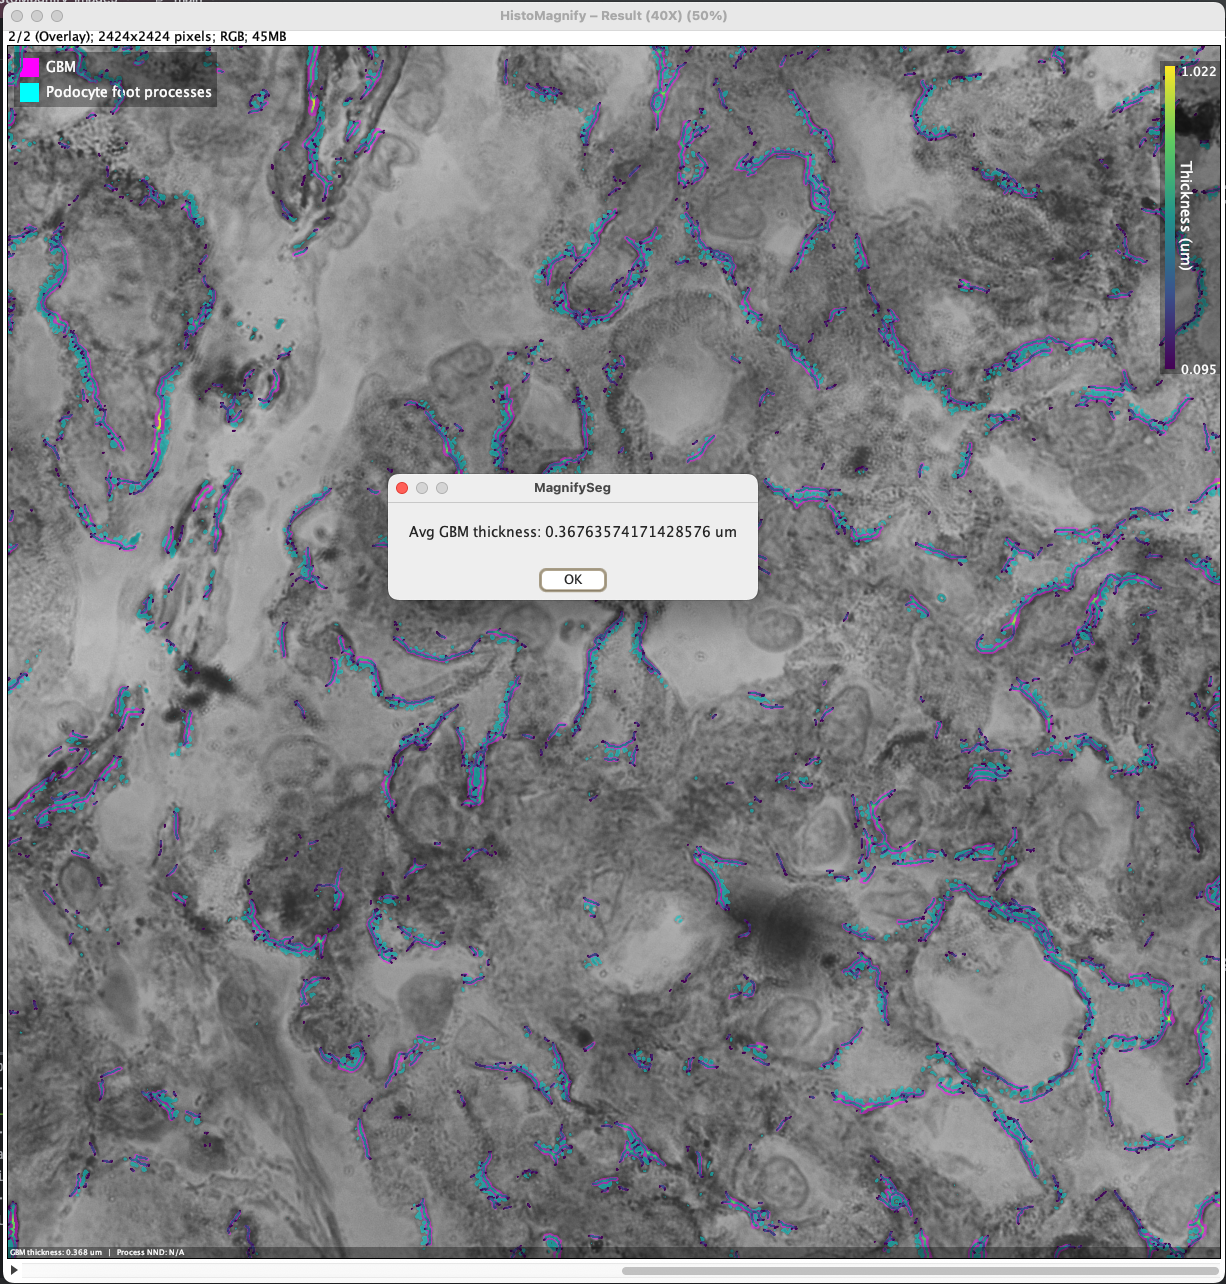 HistoMagnify – Result (40X) (50%)
2/2 (Overlay); 2424x2424 pixels; RGB; 45MB
GBM
Podocyte foot processes
1.022
Thickness (um)
0.095
MagnifySeg
Avg GBM thickness: 0.36763574171428576 um
OK
GBM thickness: 0.368 um | Process NND: N/A